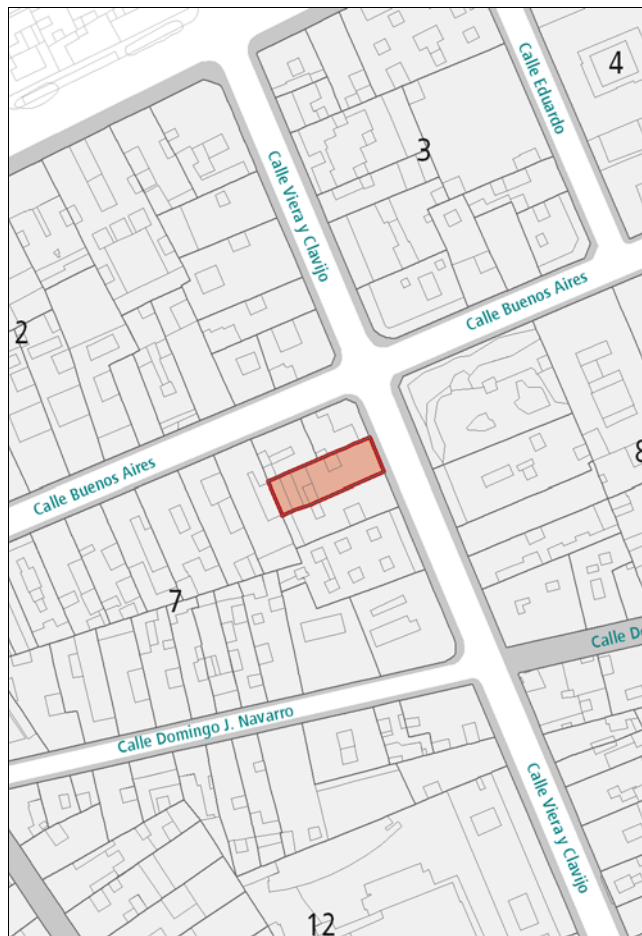 4
Calle Eduardo
3
Calle Viera y Clavijo
Calle Buenos Aires
2
8
Calle Buenos Aires
7
Calle De
Calle Domingo J. Navarro
Calle Viera y Clavijo
12